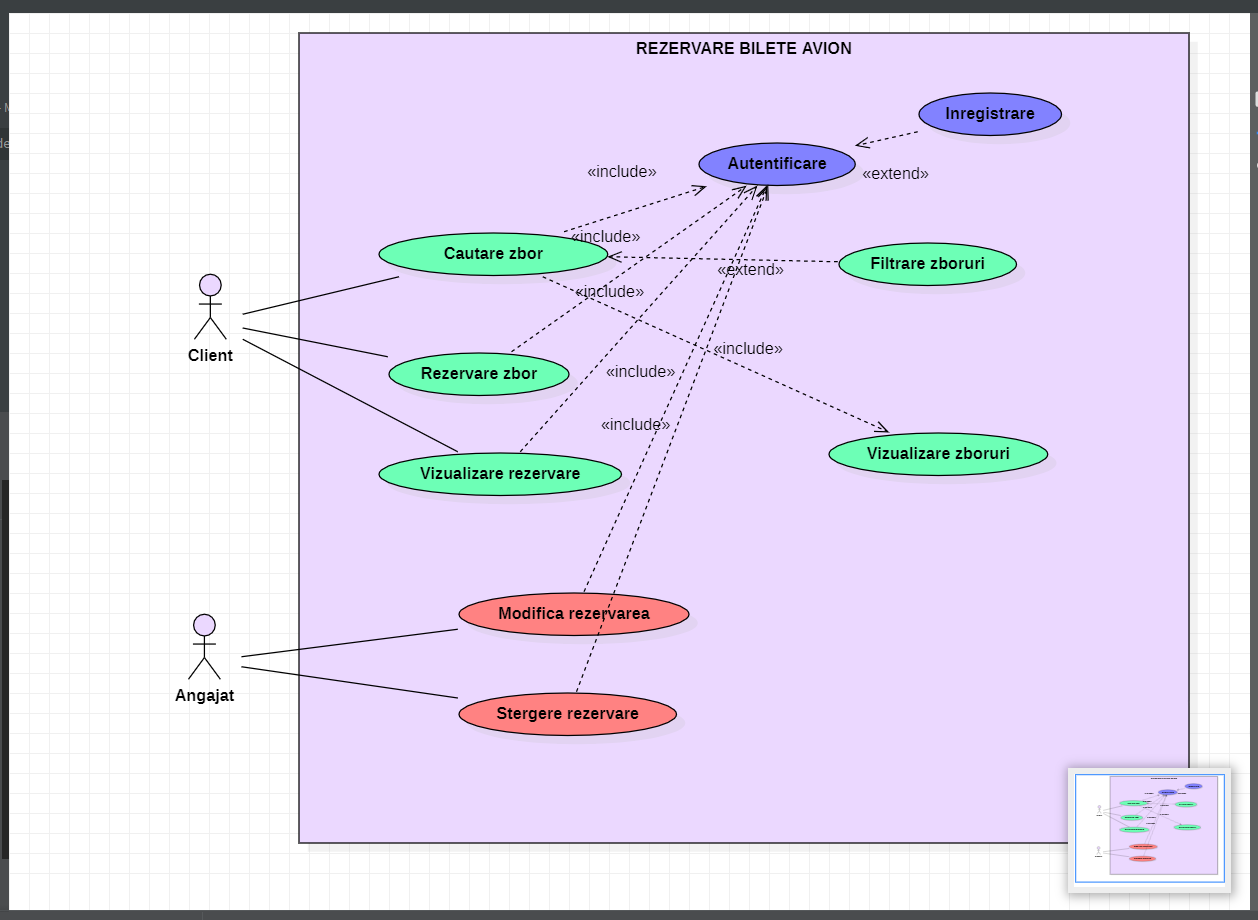 REZERVARE BILETE AVION
Inregistrare
Autentificare
«include»
«extend»
«include»
Cautare zbor
Filtrare zboruri
«extend»
«include»
«include»
Client
Rezervare zbor
«include»
«include»
Vizualizare zboruri
Vizualizare rezervare
Modifica rezervarea
Angajat
Stergere rezervare